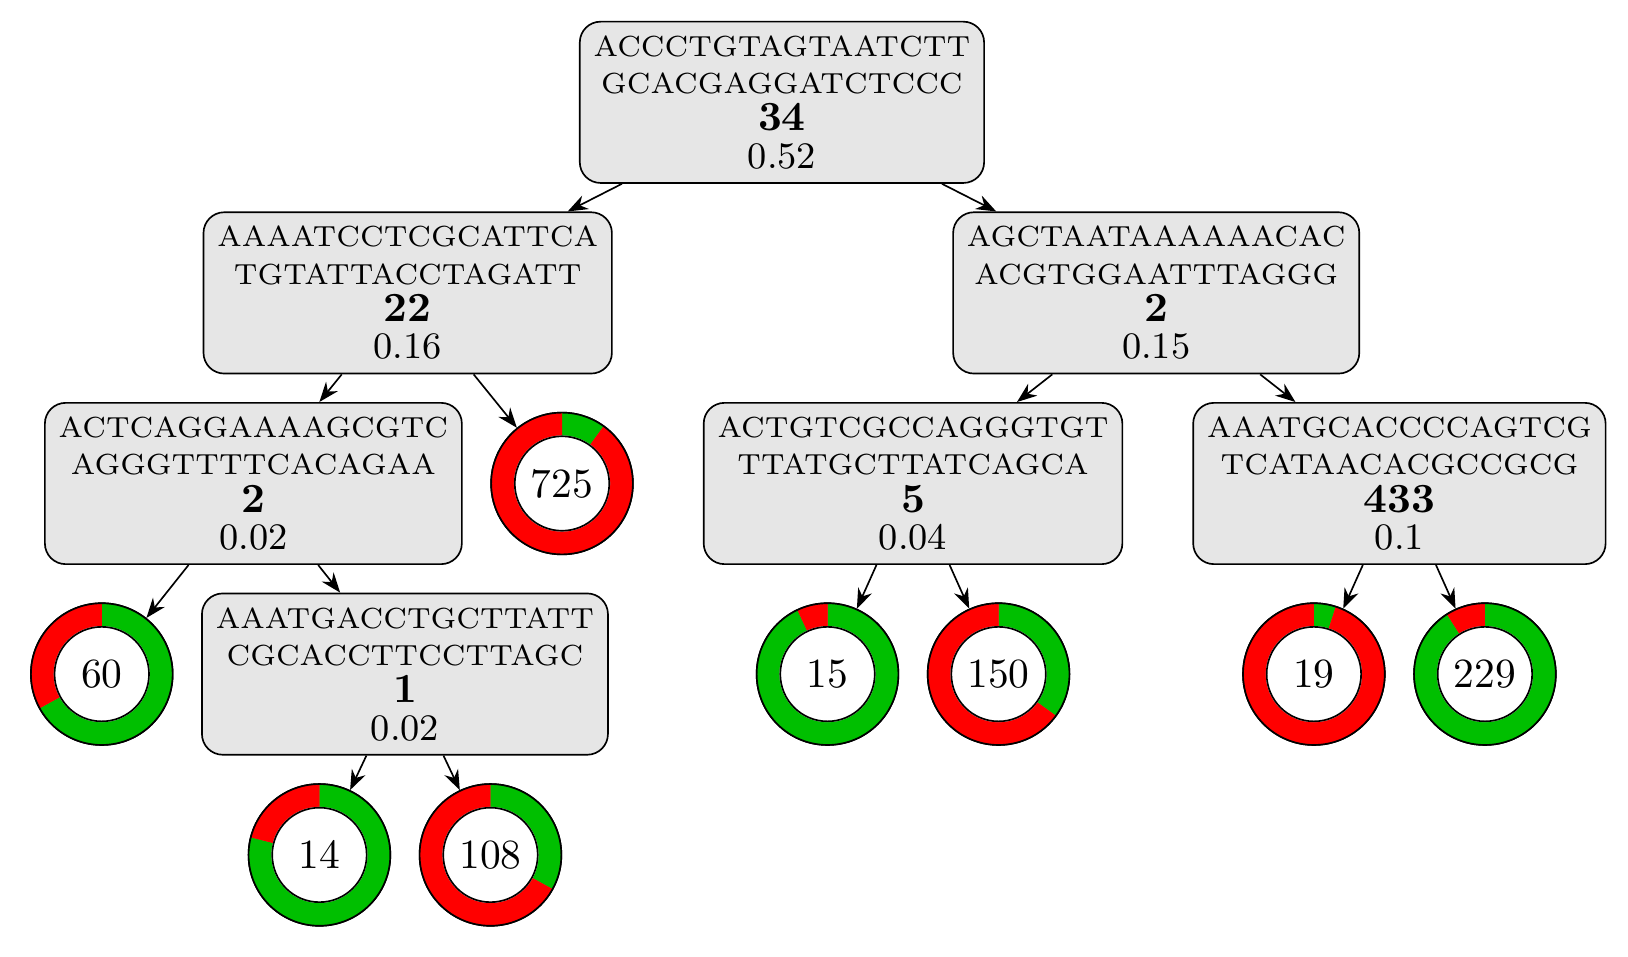 ACCCTGTAGTAATCTT
GCACGAGGATCTCCC
34
0.52
AAAATCCTCGCATTCA
TGTATTACCTAGATT
22
0.16
AGCTAATAAAAAACAC
ACGTGGAATTTAGGG
2
0.15
ACTCAGGAAAAGCGTC
AGGGTTTTCACAGAA
2
0.02
725
ACTGTCGCCAGGGTGT
TTATGCTTATCAGCA
5
0.04
AAATGCACCCCAGTCG
TCATAACACGCCGCG
433
0.1
60
AAATGACCTGCTTATT
CGCACCTTCCTTAGC
1
0.02
15
150
19
229
14
108